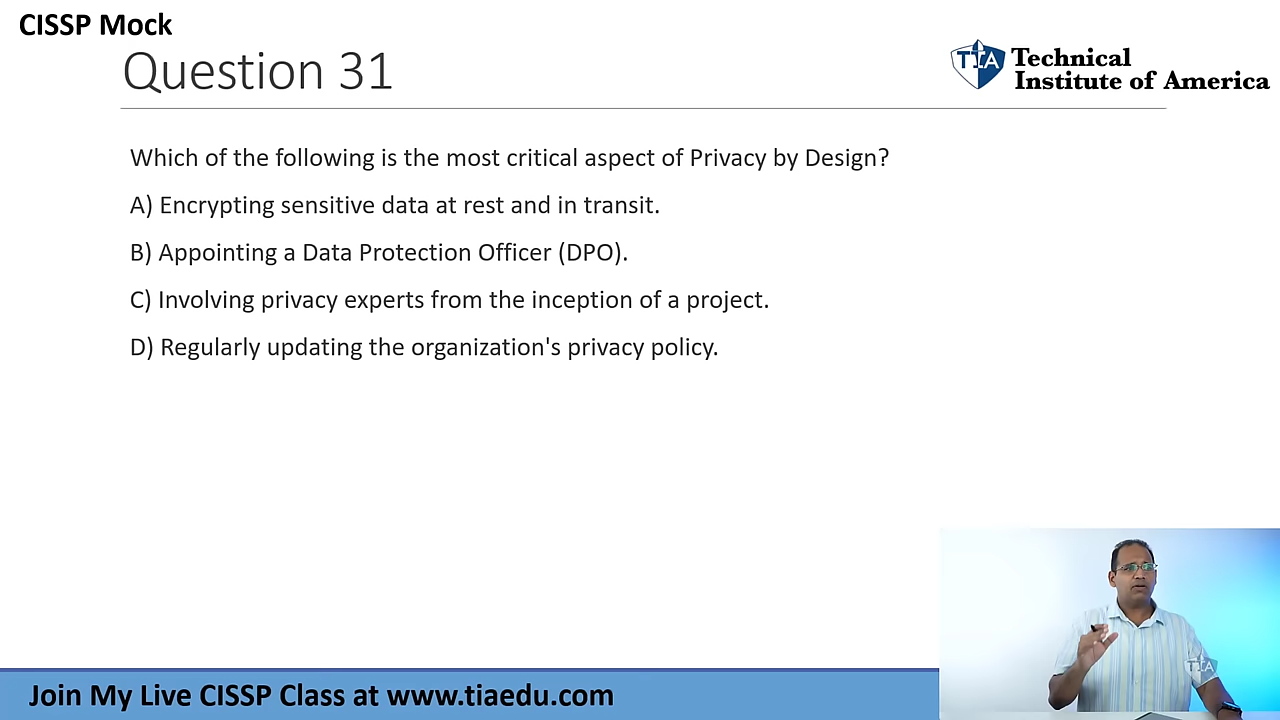 CISSP Mock
Question 31
TIA
Technical
Institute of America
Which of the following is the most critical aspect of Privacy by Design?
A) Encrypting sensitive data at rest and in transit.
B) Appointing a Data Protection Officer (DPO).
C) Involving privacy experts from the inception of a project.
D) Regularly updating the organization's privacy policy.
TIA
Join My Live CISSP Class at www.tiaedu.com